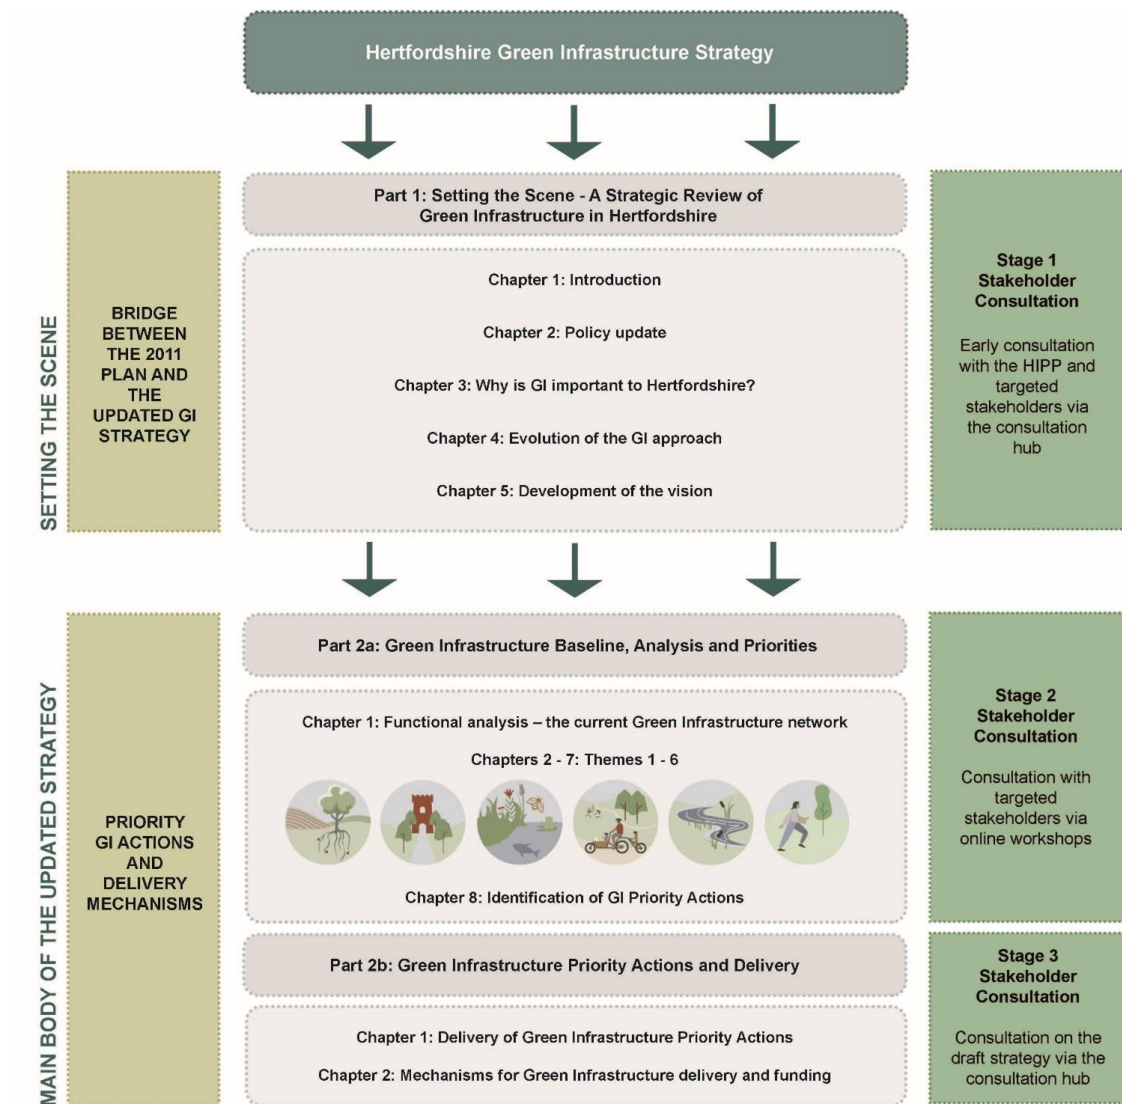 Hertfordshire Green Infrastructure Strategy
SETTING THE SCENE
BRIDGE
BETWEEN
THE 2011
PLAN AND
THE
UPDATED GI
STRATEGY
Part 1: Setting the Scene - A Strategic Review of
Green Infrastructure in Hertfordshire
Chapter 1: Introduction
Chapter 2: Policy update
Chapter 3: Why is GI important to Hertfordshire?
Chapter 4: Evolution of the GI approach
Chapter 5: Development of the vision
Stage 1
Stakeholder
Consultation
Early consultation
with the HIPP and
targeted
stakeholders via
the consultation
hub
MAIN BODY OF THE UPDATED STRATEGY
PRIORITY
GI ACTIONS
AND
DELIVERY
MECHANISMS
Part 2a: Green Infrastructure Baseline, Analysis and Priorities
Chapter 1: Functional analysis – the current Green Infrastructure network
Chapters 2 - 7: Themes 1 - 6
Chapter 8: Identification of GI Priority Actions
Stage 2
Stakeholder
Consultation
Consultation with
targeted
stakeholders via
online workshops
Part 2b: Green Infrastructure Priority Actions and Delivery
Chapter 1: Delivery of Green Infrastructure Priority Actions
Chapter 2: Mechanisms for Green Infrastructure delivery and funding
Stage 3
Stakeholder
Consultation
Consultation on the
draft strategy via the
consultation hub